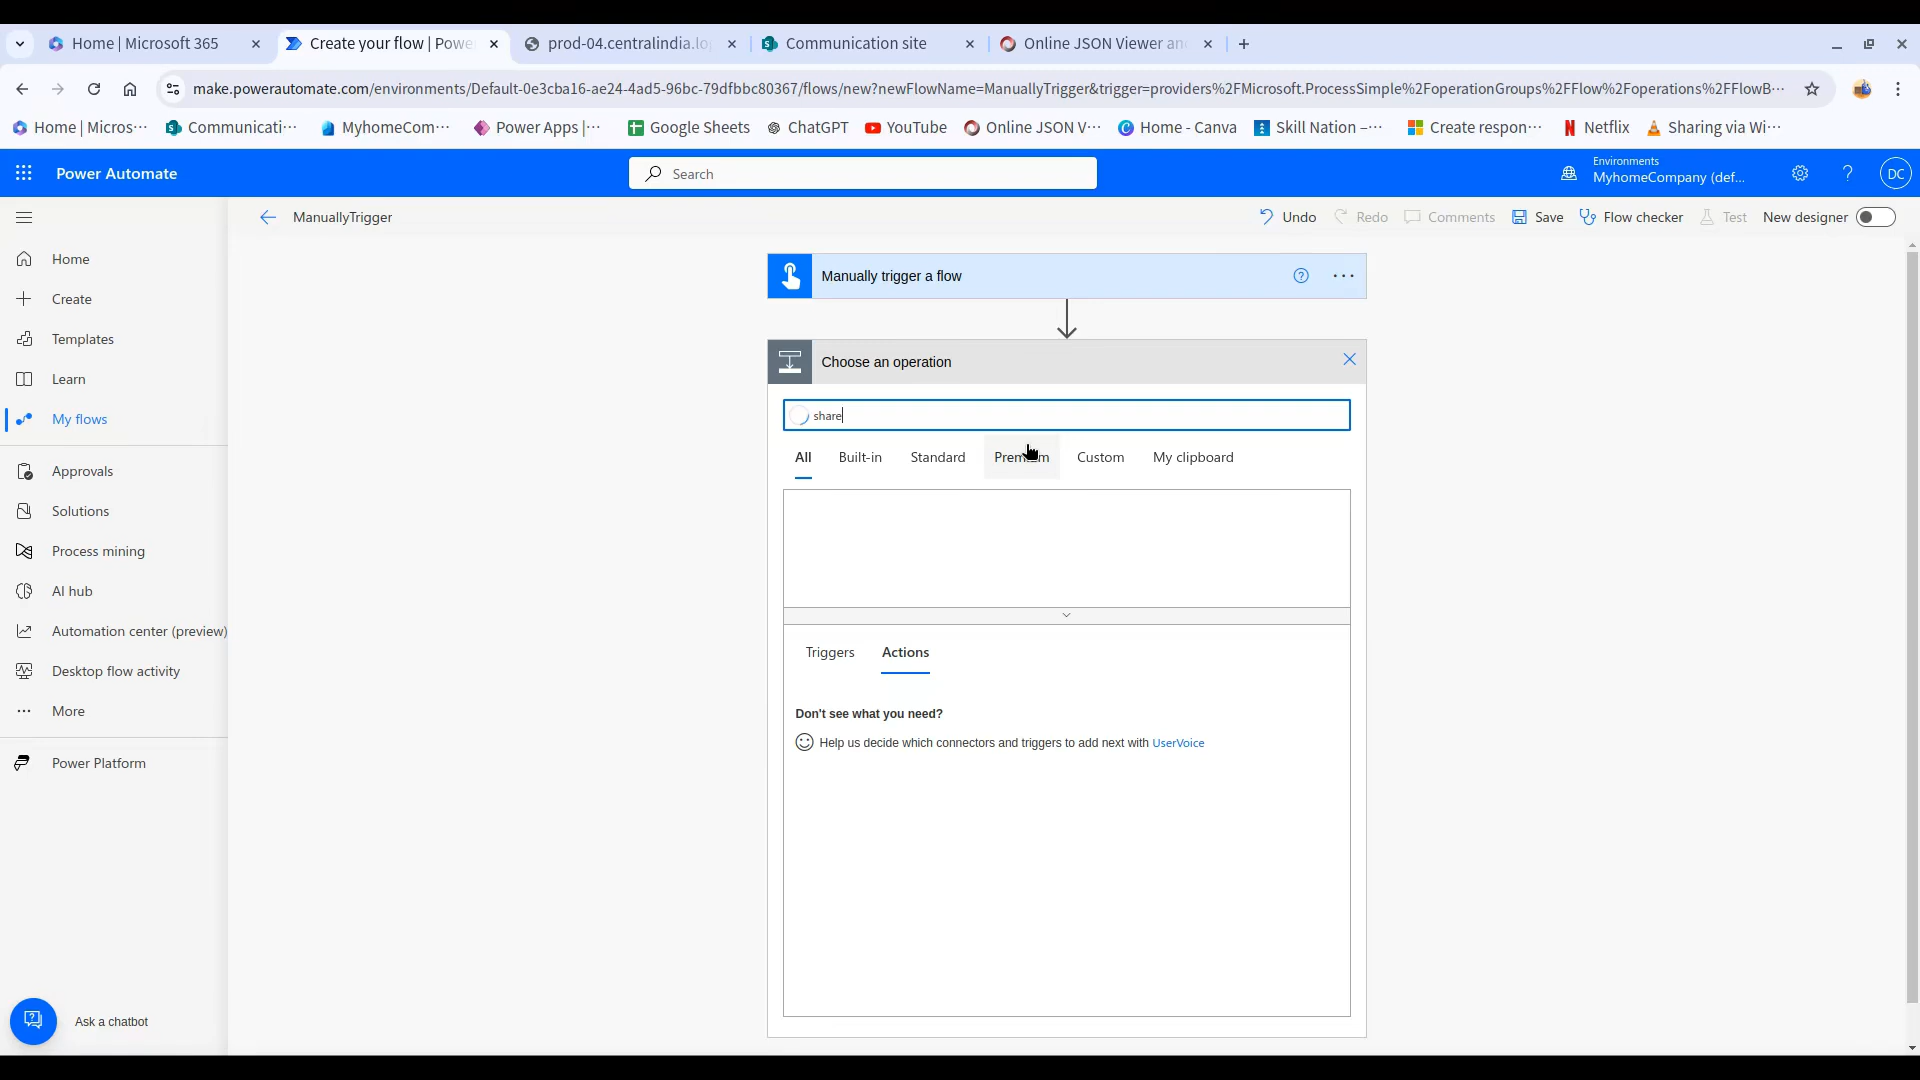 Home | Microsoft 365
Create your flow | Powe
prod-04.centralindia.lo
Communication site
Online JSON Viewer an
make.powerautomate.com/environments/Default-0e3cba16-ae24-4ad5-96bc-79dfbbc80367/flows/new?newFlowName=ManuallyTrigger&trigger=providers%2FMicrosoft.ProcessSimple%2FoperationGroups%2FFlow%2Foperations%2FFlowB...
Home | Micros...
Communicati...
MyhomeCom...
Power Apps |...
Google Sheets
ChatGPT
YouTube
Online JSON V...
Home - Canva
Skill Nation –...
Create respon...
Netflix
Sharing via Wi...
Power Automate
Search
Environments
MyhomeCompany (def...
?
DC
ManuallyTrigger
Undo
Redo
Comments
Save
Flow checker
Test
New designer
Home
Create
Templates
Learn
My flows
Approvals
Solutions
Process mining
AI hub
Automation center (preview)
Desktop flow activity
More
Power Platform
Ask a chatbot
Manually trigger a flow
?
Choose an operation
share
All
Built-in
Standard
Premium
Custom
My clipboard
Triggers
Actions
Don't see what you need?
Help us decide which connectors and triggers to add next with UserVoice